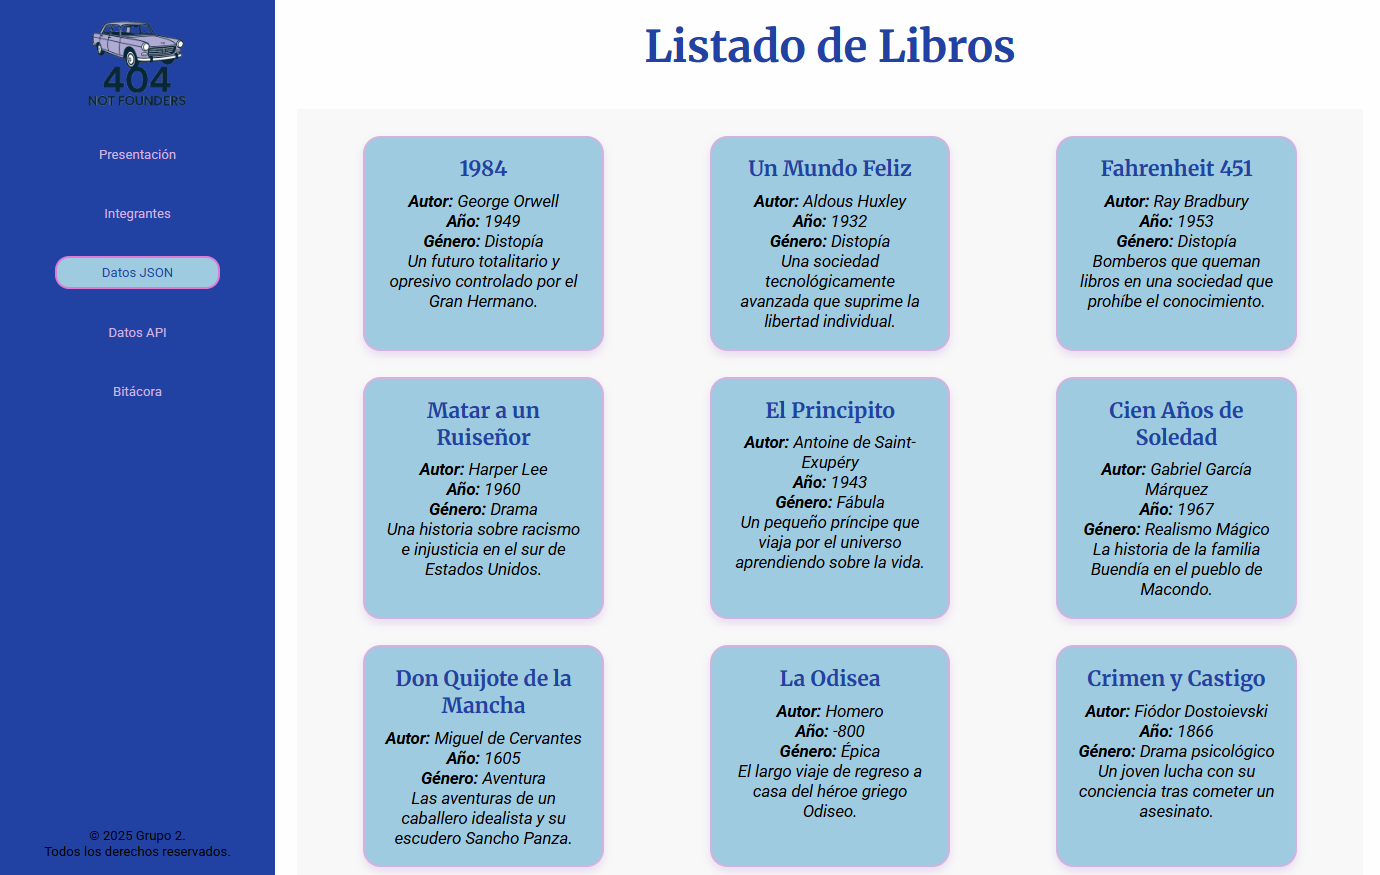 404
NOT FOUNDERS
Presentación
Integrantes
Datos JSON
Datos API
Bitácora
© 2025 Grupo 2.
Todos los derechos reservados.
Listado de Libros
1984
Autor: George Orwell
Año: 1949
Género: Distopía
Un futuro totalitario y
opresivo controlado por el
Gran Hermano.
Un Mundo Feliz
Autor: Aldous Huxley
Año: 1932
Género: Distopía
Una sociedad
tecnológicamente
avanzada que suprime la
libertad individual.
Fahrenheit 451
Autor: Ray Bradbury
Año: 1953
Género: Distopía
Bomberos que queman
libros en una sociedad que
prohíbe el conocimiento.
Matar a un
Ruiseñor
Autor: Harper Lee
Año: 1960
Género: Drama
Una historia sobre racismo
e injusticia en el sur de
Estados Unidos.
El Principito
Autor: Antoine de Saint-
Exupéry
Año: 1943
Género: Fábula
Un pequeño príncipe que
viaja por el universo
aprendiendo sobre la vida.
Cien Años de
Soledad
Autor: Gabriel García
Márquez
Año: 1967
Género: Realismo Mágico
La historia de la familia
Buendía en el pueblo de
Macondo.
Don Quijote de la
Mancha
Autor: Miguel de Cervantes
Año: 1605
Género: Aventura
Las aventuras de un
caballero idealista y su
escudero Sancho Panza.
La Odisea
Autor: Homero
Año: -800
Género: Épica
El largo viaje de regreso a
casa del héroe griego
Odiseo.
Crimen y Castigo
Autor: Fiódor Dostoievski
Año: 1866
Género: Drama psicológico
Un joven lucha con su
conciencia tras cometer un
asesinato.